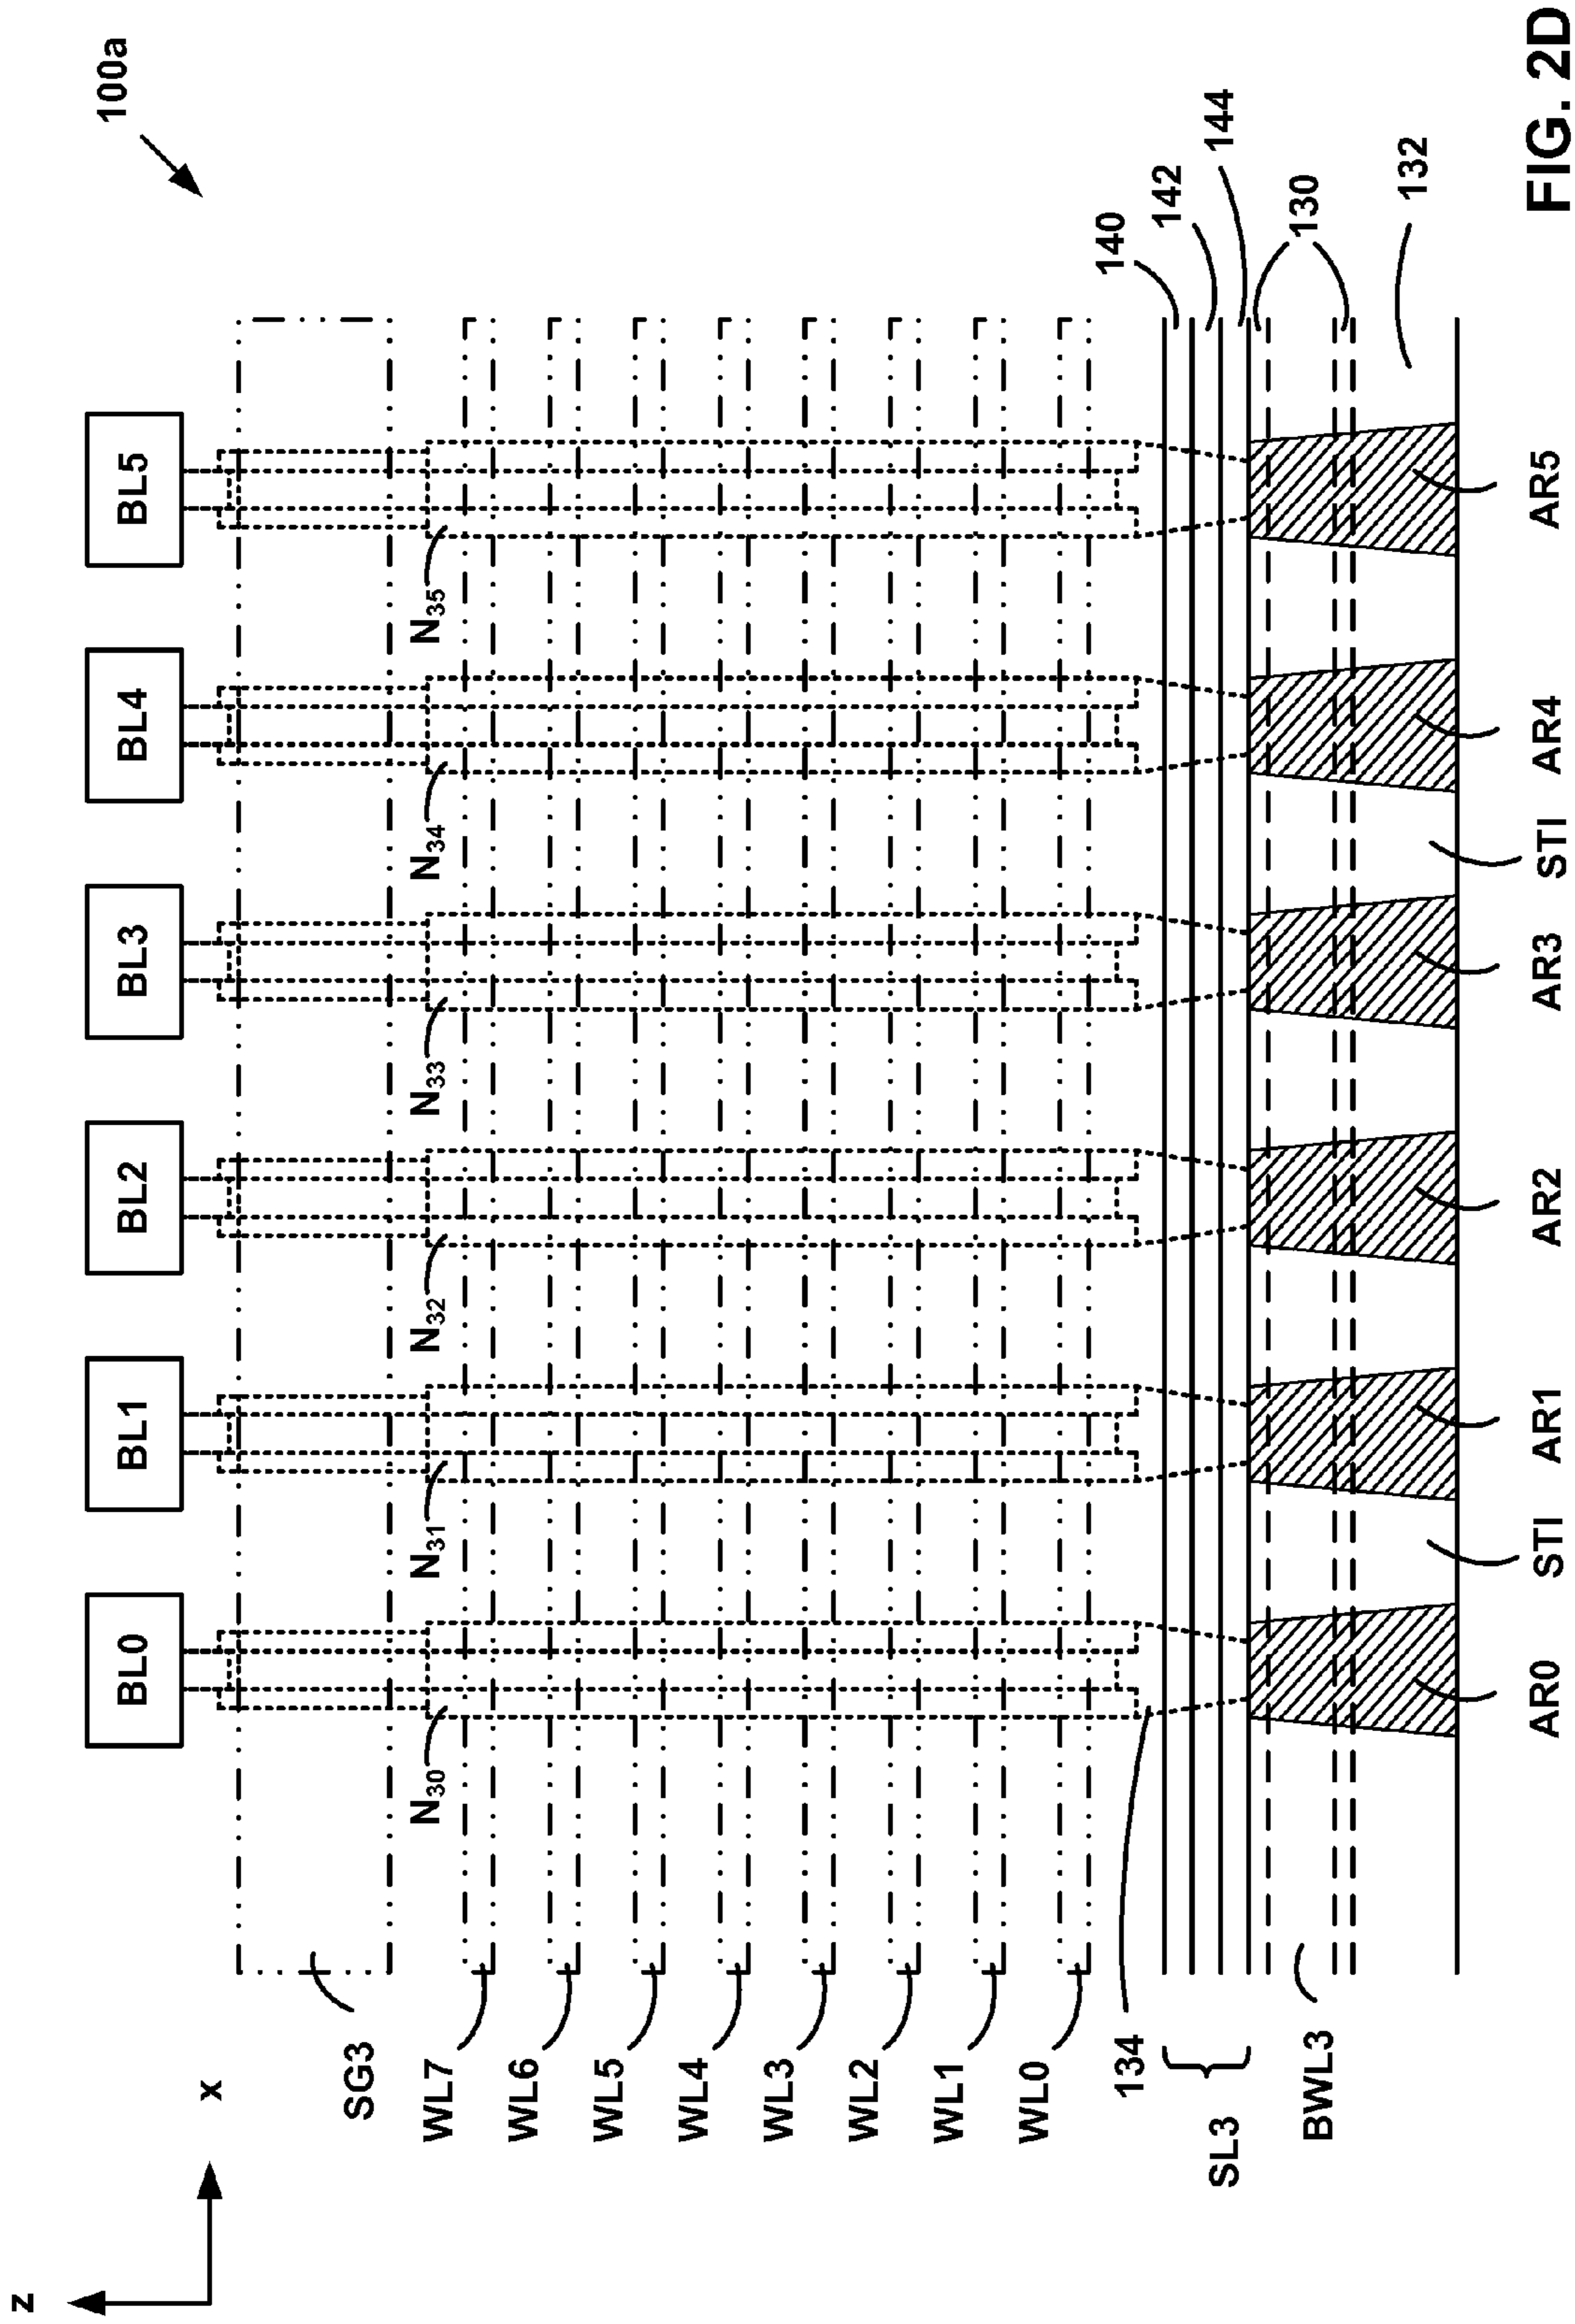 100a
BL0 BL1 BL2 BL3 BL4 BL5
z
x
SG3
N30 N31 N32 N33 N34 N35
WL7
WL6
WL5
WL4
WL3
WL2
WL1
WL0
140
134
142
SL3
144
130
BWL3
132
AR0 STI AR1 AR2 AR3 STI AR4 AR5
FIG. 2D